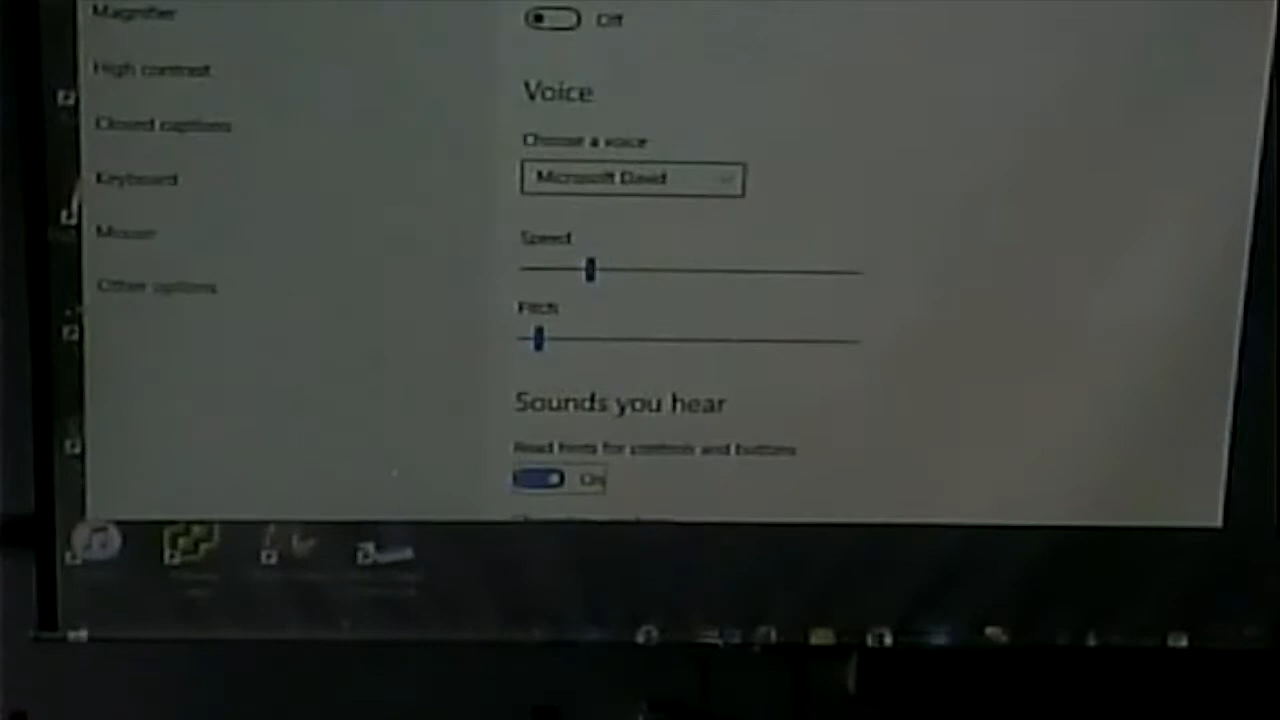 Magnifier
Off
High contrast
Voice
Closed captions
Choose a voice
Keyboard
Microsoft David
Mouse
Speed
Other options
Pitch
Sounds you hear
Read hints for controls and buttons
On